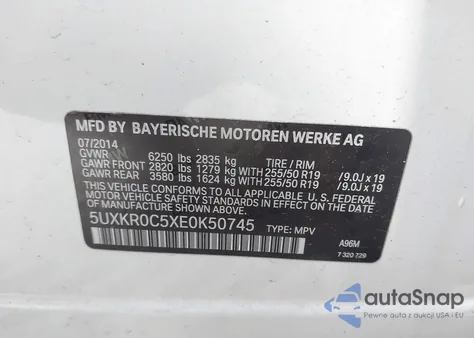 MFD BY BAYERISCHE MOTOREN WERKE AG
07/2014
GVWR 6250 lbs 2835 kg TIRE / RIM
GAWR FRONT 2820 lbs 1279 kg WITH 255/50 R19 /9.0J x 19
GAWR REAR 3580 lbs 1624 kg WITH 255/50 R19 /9.0J x 19
THIS VEHICLE CONFORMS TO ALL APPLICABLE U. S. FEDERAL
MOTOR VEHICLE SAFETY STANDARDS IN EFFECT ON THE DATE OF
MANUFACTURE SHOWN ABOVE.
5UXKR0C5XE0K50745 TYPE: MPV A96M
7 320 729
autoSnap
Pewne auta z aukcji USA i EU